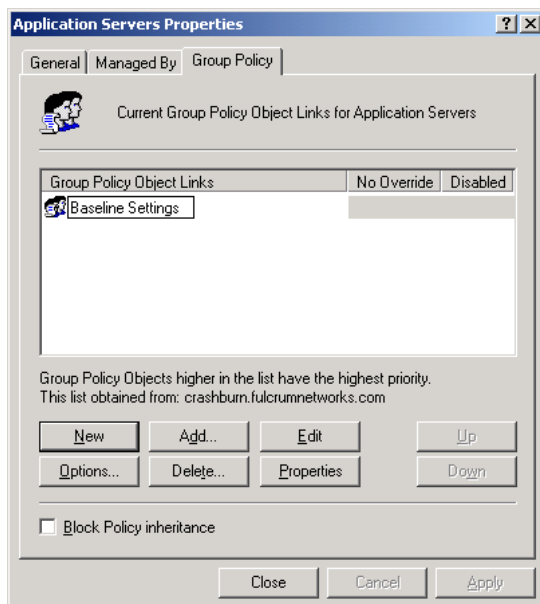 Application Servers Properties
General Managed By Group Policy
Current Group Policy Object Links for Application Servers
Group Policy Object Links No Override Disabled
Baseline Settings
Group Policy Objects higher in the list have the highest priority.
This list obtained from: crashburn.fulcrumnetworks.com
New Add... Edit Up
Options... Delete... Properties Down
Block Policy inheritance
Close Cancel Apply